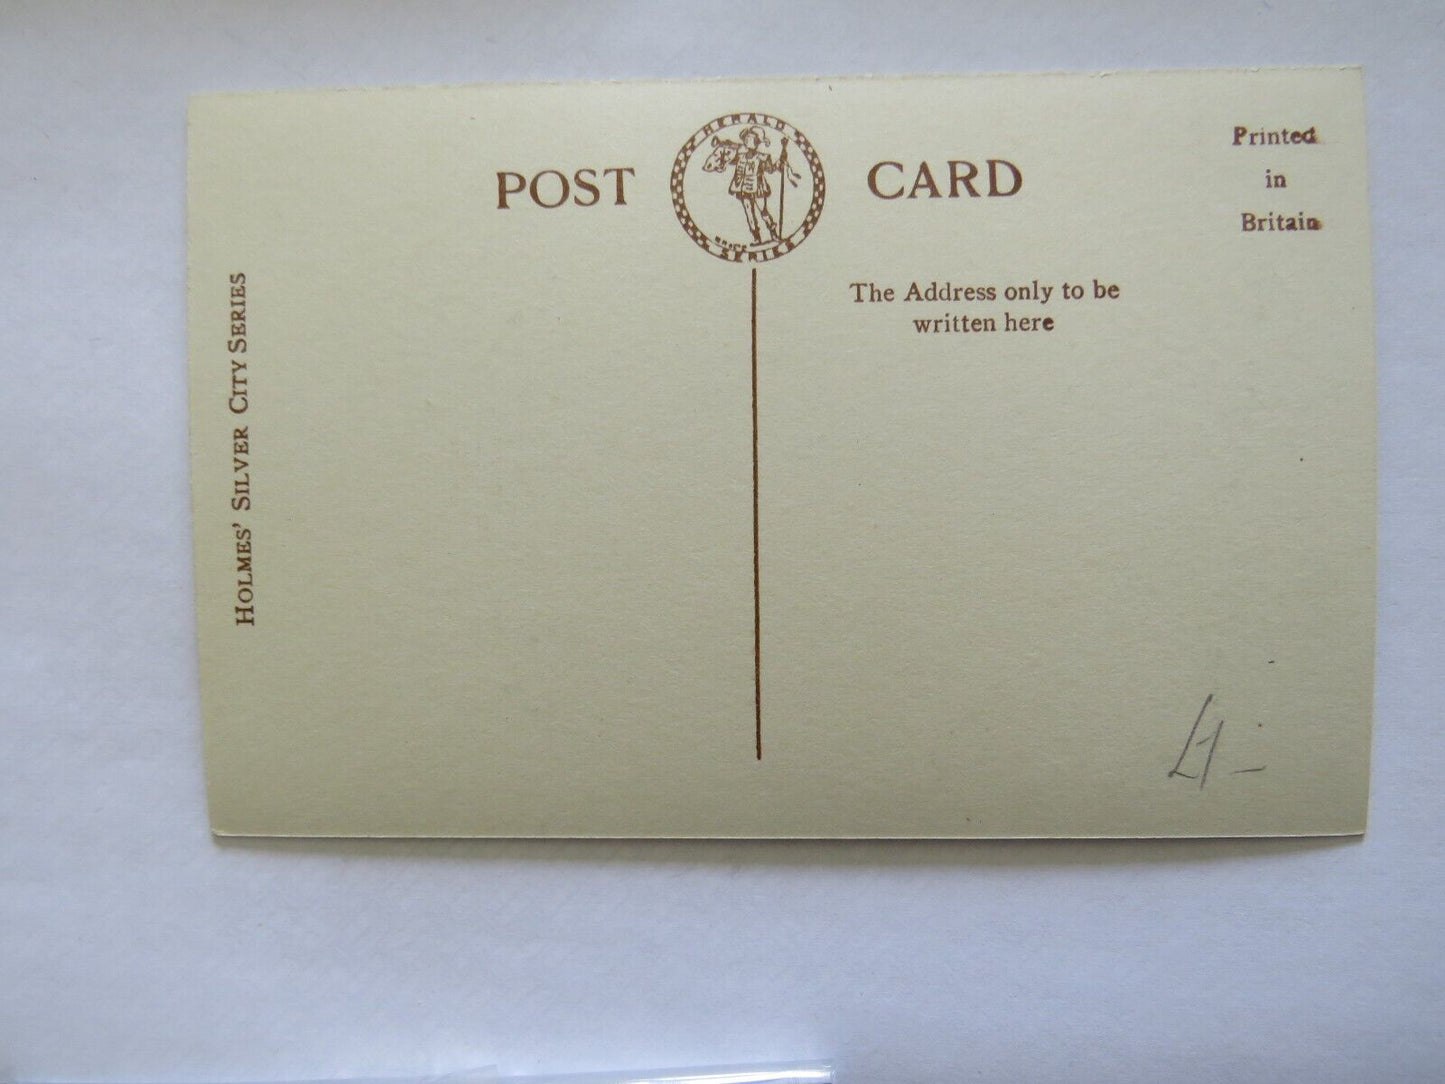 POST CARD
HERALD
SERIES
Printed
in
Britain
The Address only to be
written here
HOLMES' SILVER CITY SERIES